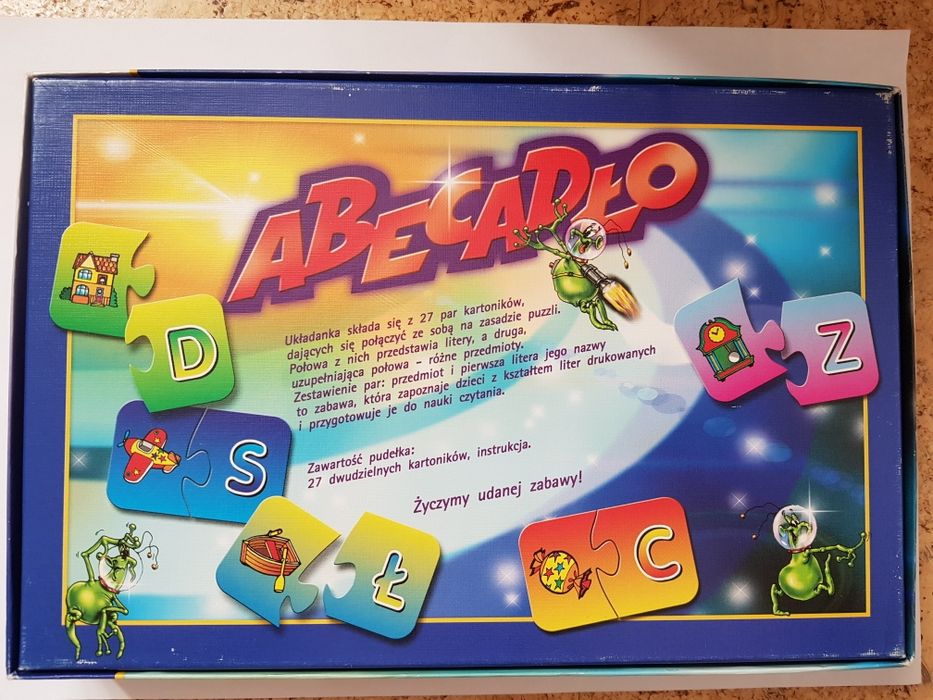 ABECADŁO
Układanka składa się z 27 par kartoników,
dających się połączyć ze sobą na zasadzie puzzli.
Połowa z nich przedstawia litery, a druga,
uzupełniająca połowa - różne przedmioty.
Zestawienie par: przedmiot i pierwsza litera jego nazwy
to zabawa, która zapoznaje dzieci z kształtem liter drukowanych
i przygotowuje je do nauki czytania.
Zawartość pudełka:
27 dwudzielnych kartoników, instrukcja.
Życzymy udanej zabawy!
D
Z
S
Ł
C